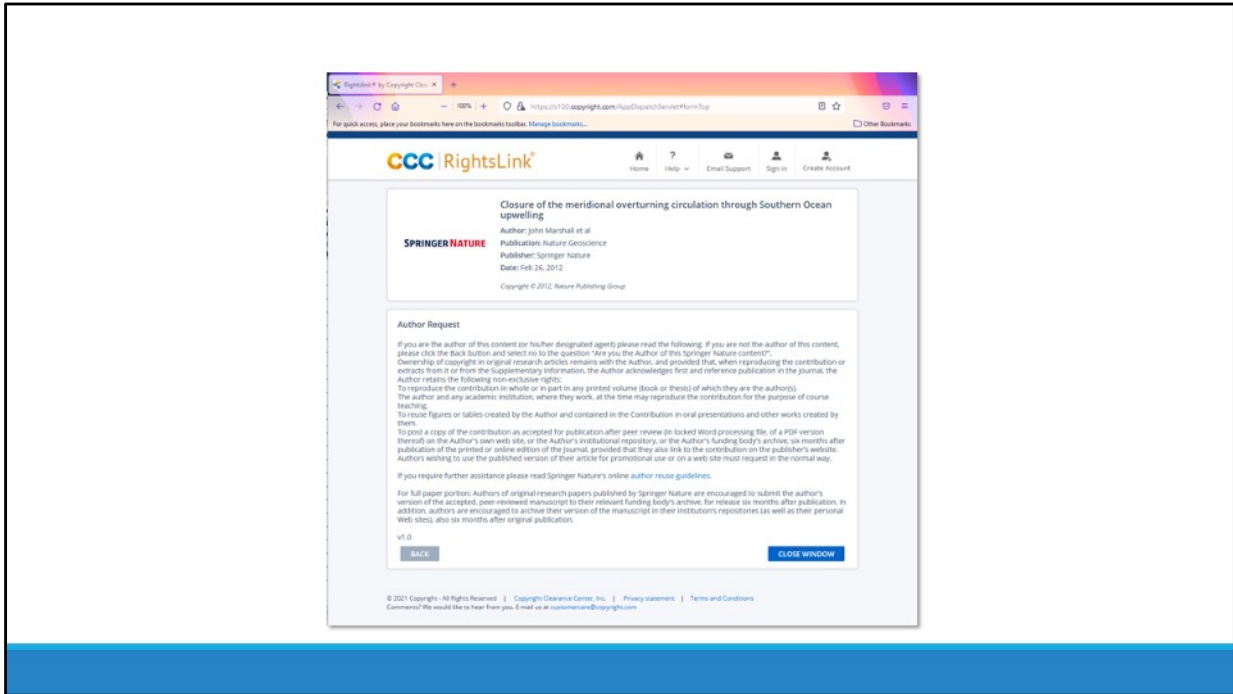 RightsLink® by Copyright Clea
100%
https://s100.copyright.com/AppDispatchServlet#formTop
For quick access, place your bookmarks here on the bookmarks toolbar. Manage bookmarks...
Other Bookmarks
CCC RightsLink®
Home Help Email Support Sign in Create Account
SPRINGER NATURE
Closure of the meridional overturning circulation through Southern Ocean
upwelling
Author: John Marshall et al
Publication: Nature Geoscience
Publisher: Springer Nature
Date: Feb 26, 2012
Copyright © 2012, Nature Publishing Group
Author Request
If you are the author of this content (or his/her designated agent) please read the following. If you are not the author of this content,
please click the Back button and select no to the question "Are you the Author of this Springer Nature content?".
Ownership of copyright in original research articles remains with the Author, and provided that, when reproducing the contribution or
extracts from it or from the Supplementary Information, the Author acknowledges first and reference publication in the Journal, the
Author retains the following non-exclusive rights:
To reproduce the contribution in whole or in part in any printed volume (book or thesis) of which they are the author(s).
The author and any academic institution, where they work, at the time may reproduce the contribution for the purpose of course
teaching.
To reuse figures or tables created by the Author and contained in the Contribution in oral presentations and other works created by
them.
To post a copy of the contribution as accepted for publication after peer review (in locked Word processing file, of a PDF version
thereof) on the Author's own web site, or the Author's institutional repository, or the Author's funding body's archive, six months after
publication of the printed or online edition of the Journal, provided that they also link to the contribution on the publisher's website.
Authors wishing to use the published version of their article for promotional use or on a web site must request in the normal way.
If you require further assistance please read Springer Nature's online author reuse guidelines.
For full paper portion: Authors of original research papers published by Springer Nature are encouraged to submit the author's
version of the accepted, peer-reviewed manuscript to their relevant funding body's archive, for release six months after publication. In
addition, authors are encouraged to archive their version of the manuscript in their institution's repositories (as well as their personal
Web sites), also six months after original publication.
v1.0
BACK
CLOSE WINDOW
© 2021 Copyright - All Rights Reserved | Copyright Clearance Center, Inc. | Privacy statement | Terms and Conditions
Comments? We would like to hear from you. E-mail us at customercare@copyright.com